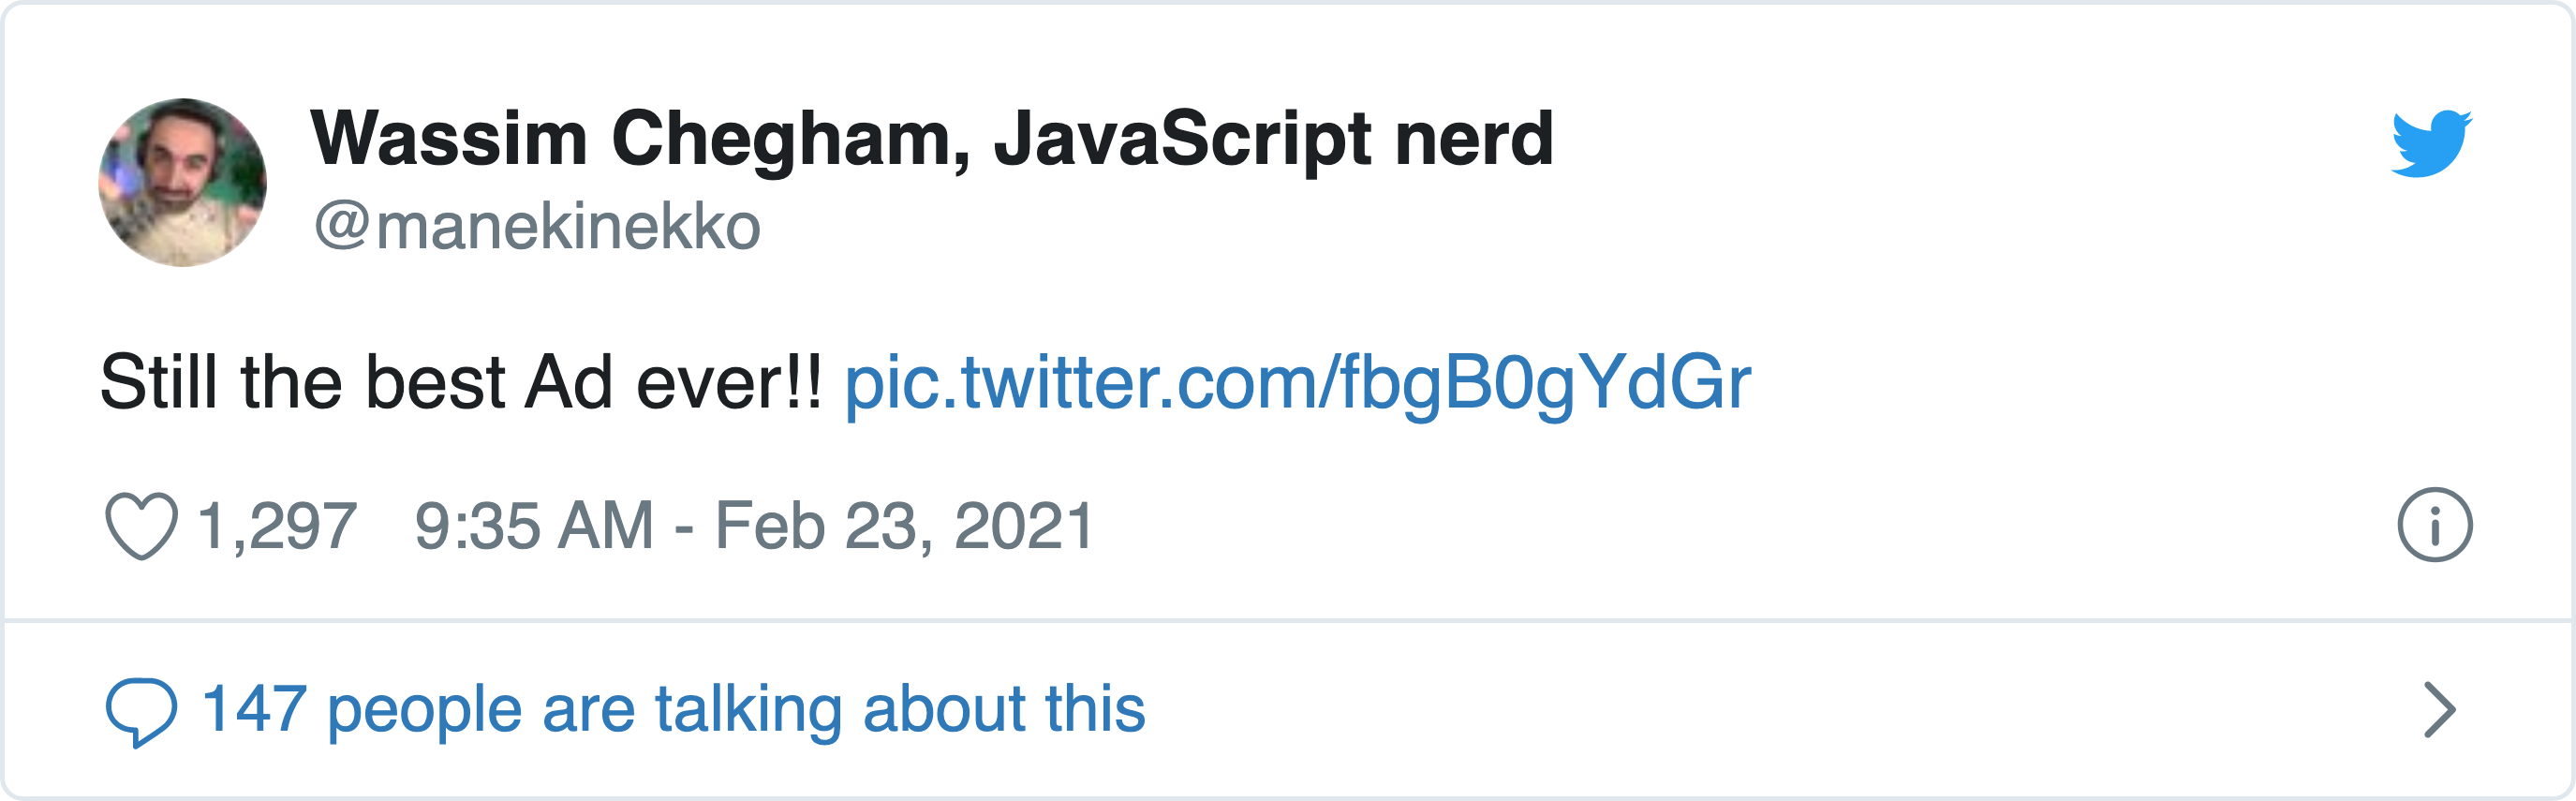 Wassim Chegham, JavaScript nerd
@manekinekko
Still the best Ad ever!! pic.twitter.com/fbgB0gYdGr
1,297 9:35 AM - Feb 23, 2021
147 people are talking about this